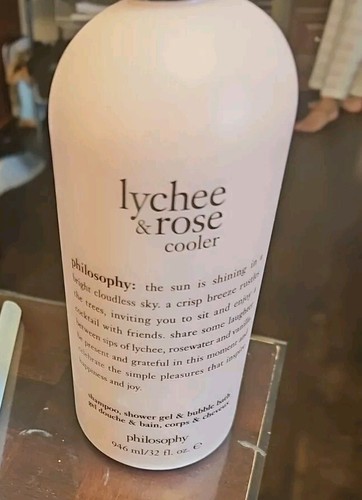 lychee
& rose
cooler
philosophy: the sun is shining in a
bright cloudless sky. a crisp breeze rustles
the trees, inviting you to sit and enjoy a
cocktail with friends. share some laughter
between sips of lychee, rosewater and vanilla.
be present and grateful in this moment and
celebrate the simple pleasures that inspire
happiness and joy.
shampoo, shower gel & bubble bath
gel douche & bain, corps & cheveux
philosophy
946 ml/32 fl. oz. ℮